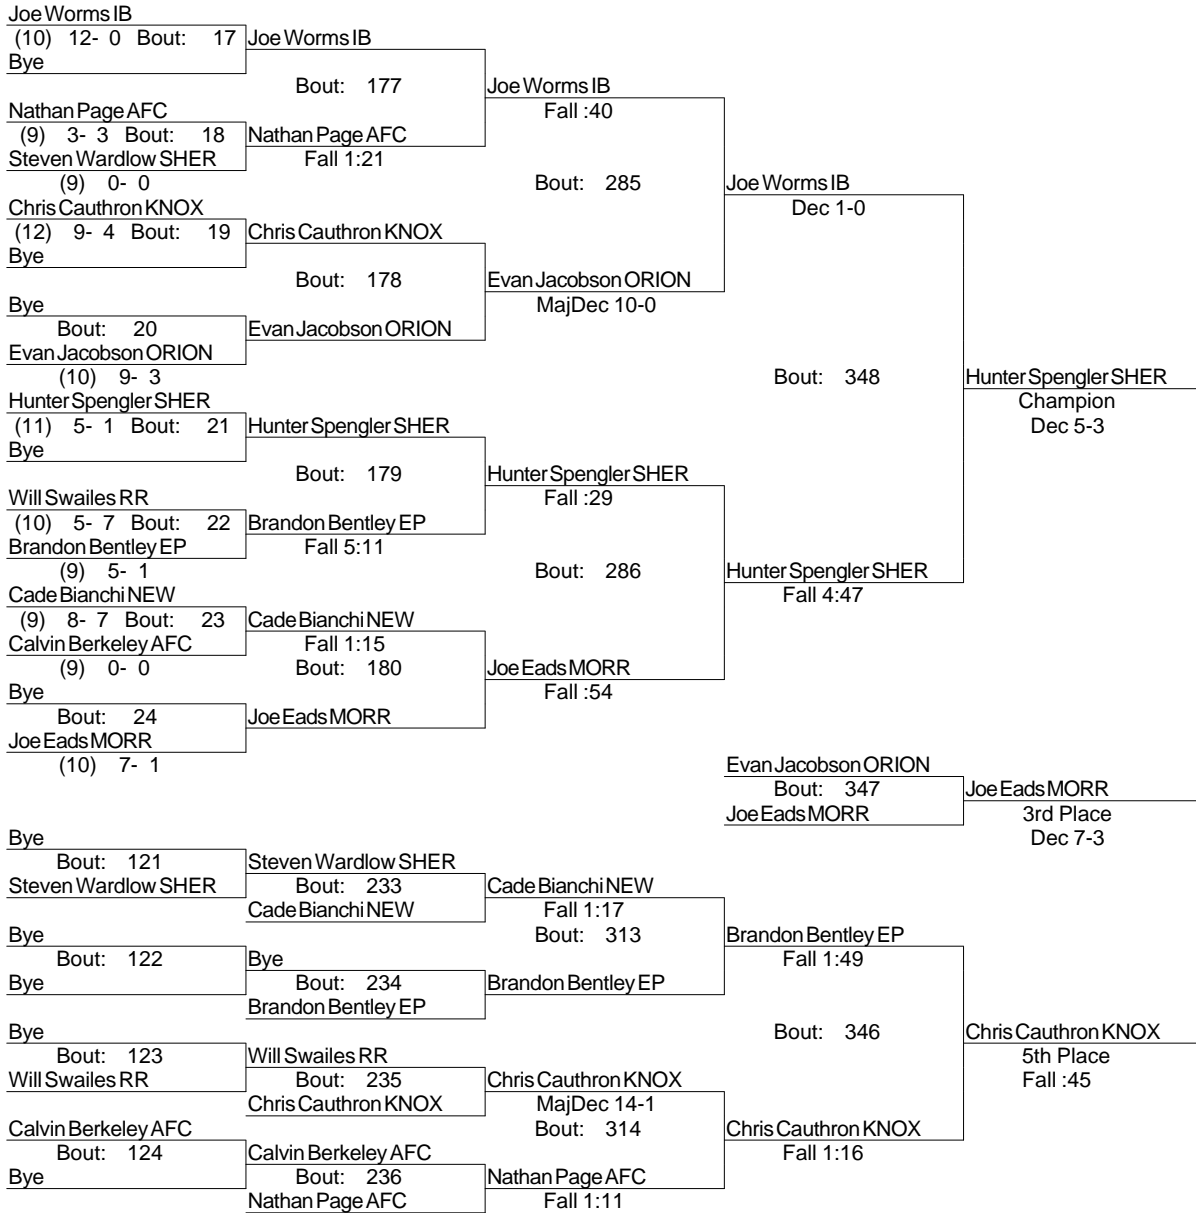 Joe Worms IB
(10) 12- 0 Bout: 17 Joe Worms IB
Bye
Bout: 177 Joe Worms IB
Nathan Page AFC Fall :40
(9) 3- 3 Bout: 18 Nathan Page AFC
Steven Wardlow SHER Fall 1:21
(9) 0- 0 Bout: 285 Joe Worms IB
Chris Cauthron KNOX Dec 1-0
(12) 9- 4 Bout: 19 Chris Cauthron KNOX
Bye
Bout: 178 Evan Jacobson ORION
Bye MajDec 10-0
Bout: 20 Evan Jacobson ORION
Evan Jacobson ORION
(10) 9- 3 Bout: 348 Hunter Spengler SHER
Hunter Spengler SHER Champion
(11) 5- 1 Bout: 21 Hunter Spengler SHER Dec 5-3
Bye
Bout: 179 Hunter Spengler SHER
Will Swailes RR Fall :29
(10) 5- 7 Bout: 22 Brandon Bentley EP
Brandon Bentley EP Fall 5:11
(9) 5- 1 Bout: 286 Hunter Spengler SHER
Cade Bianchi NEW Fall 4:47
(9) 8- 7 Bout: 23 Cade Bianchi NEW
Calvin Berkeley AFC Fall 1:15
(9) 0- 0 Bout: 180 Joe Eads MORR
Bye Fall :54
Bout: 24 Joe Eads MORR
Joe Eads MORR
(10) 7- 1 Evan Jacobson ORION
Bout: 347 Joe Eads MORR
Joe Eads MORR 3rd Place
Bye Dec 7-3
Bout: 121 Steven Wardlow SHER
Steven Wardlow SHER Bout: 233 Cade Bianchi NEW
Cade Bianchi NEW Fall 1:17
Bye Bout: 313 Brandon Bentley EP
Bout: 122 Bye Fall 1:49
Bye Bout: 234 Brandon Bentley EP
Brandon Bentley EP
Bye Bout: 346 Chris Cauthron KNOX
Bout: 123 Will Swailes RR 5th Place
Will Swailes RR Bout: 235 Chris Cauthron KNOX Fall :45
Chris Cauthron KNOX MajDec 14-1
Calvin Berkeley AFC Bout: 314 Chris Cauthron KNOX
Bout: 124 Calvin Berkeley AFC Fall 1:16
Bye Bout: 236 Nathan Page AFC
Nathan Page AFC Fall 1:11